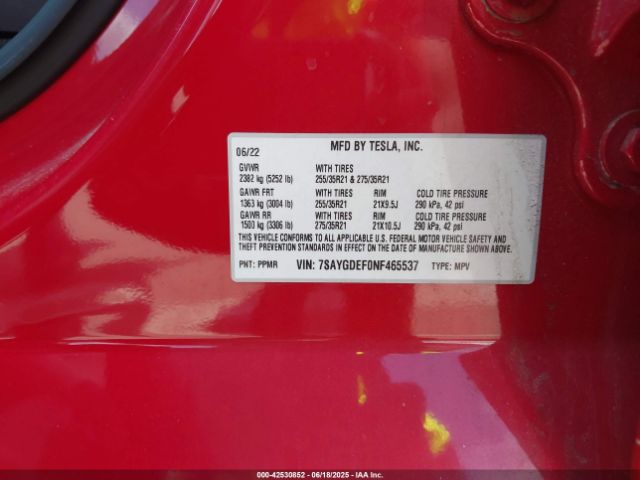 06/22 MFD BY TESLA, INC.
GVWR WITH TIRES
2382 kg (5252 lb) 255/35R21 & 275/35R21
GAWR FRT WITH TIRES RIM COLD TIRE PRESSURE
1363 kg (3004 lb) 255/35R21 21X9.5J 290 kPa, 42 psi
GAWR RR WITH TIRES RIM COLD TIRE PRESSURE
1500 kg (3306 lb) 275/35R21 21X10.5J 290 kPa, 42 psi
THIS VEHICLE CONFORMS TO ALL APPLICABLE U.S. FEDERAL MOTOR VEHICLE SAFETY AND
THEFT PREVENTION STANDARDS IN EFFECT ON THE DATE OF MANUFACTURE SHOWN ABOVE.
PNT: PPMR VIN: 7SAYGDEF0NF465537 TYPE: MPV
000-42530852 - 06/18/2025 - IAAI.COM